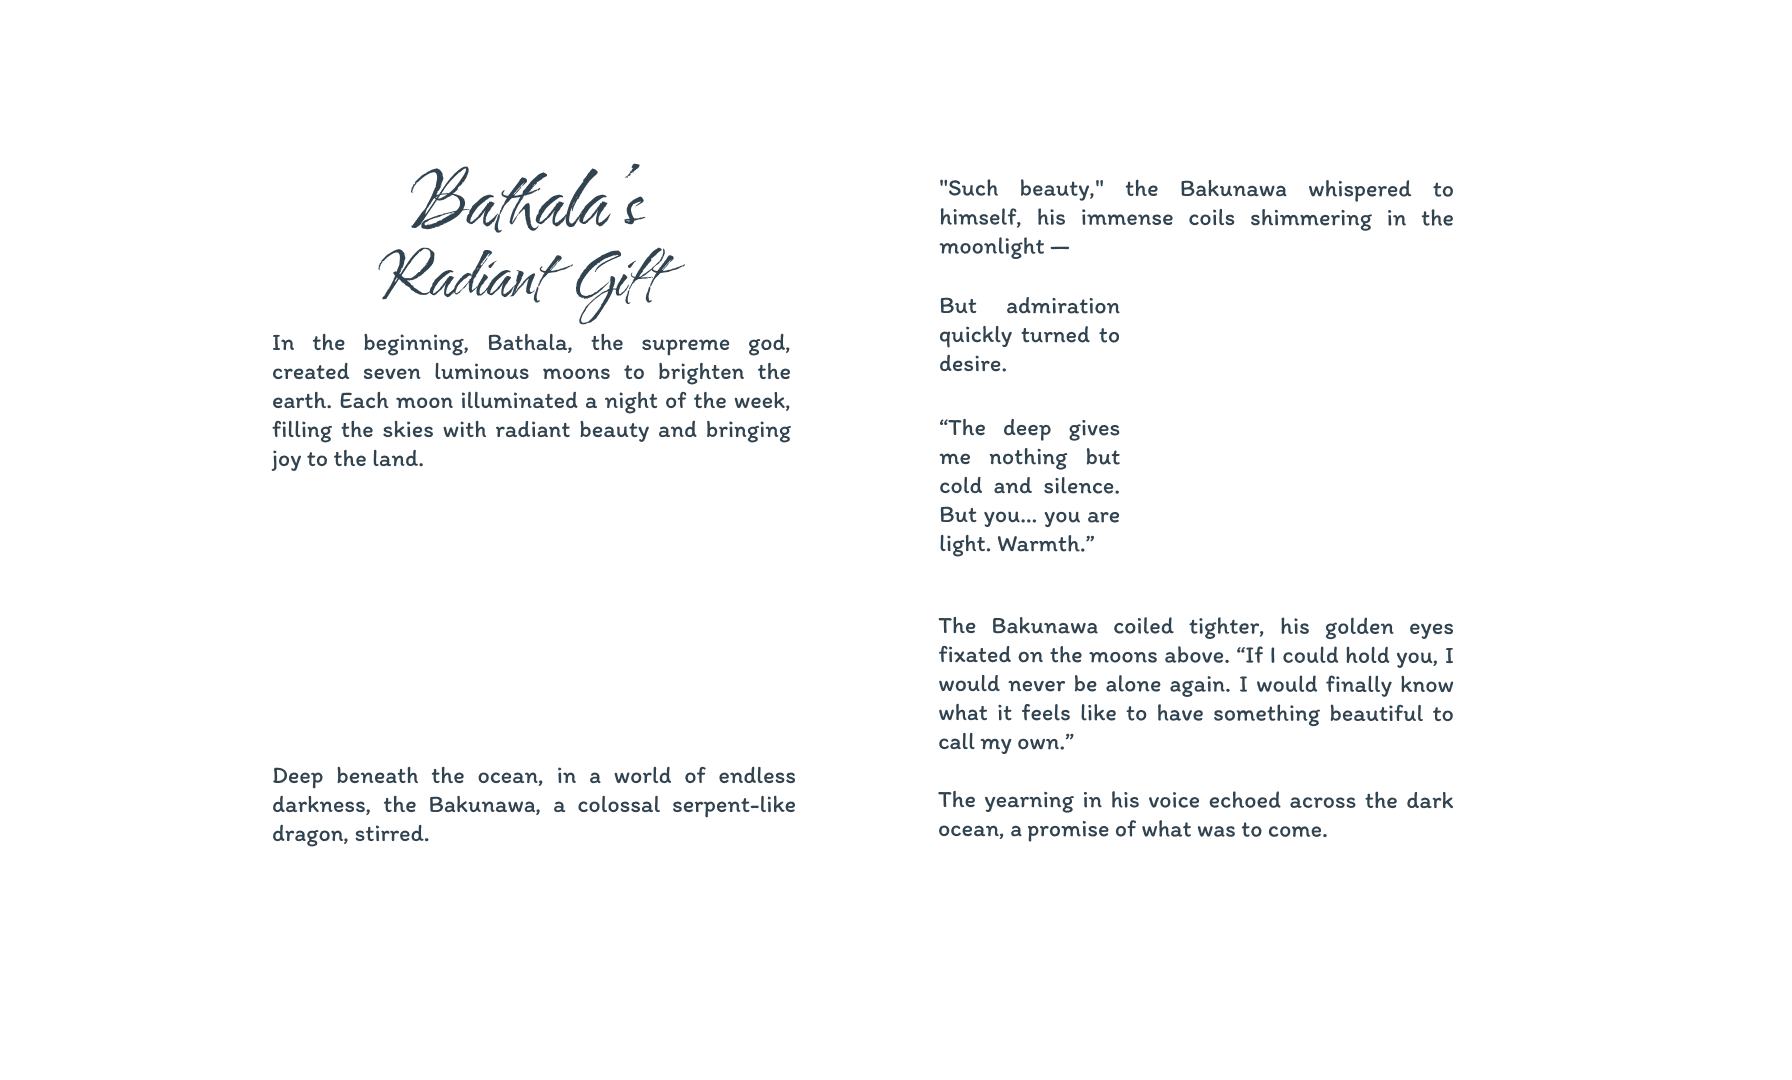 Bathala's
Radiant Gift
In the beginning, Bathala, the supreme god,
created seven luminous moons to brighten the
earth. Each moon illuminated a night of the week,
filling the skies with radiant beauty and bringing
joy to the land.
Deep beneath the ocean, in a world of endless
darkness, the Bakunawa, a colossal serpent-like
dragon, stirred.
"Such beauty," the Bakunawa whispered to
himself, his immense coils shimmering in the
moonlight —
But admiration
quickly turned to
desire.
“The deep gives
me nothing but
cold and silence.
But you... you are
light. Warmth.”
The Bakunawa coiled tighter, his golden eyes
fixated on the moons above. “If I could hold you, I
would never be alone again. I would finally know
what it feels like to have something beautiful to
call my own.”
The yearning in his voice echoed across the dark
ocean, a promise of what was to come.